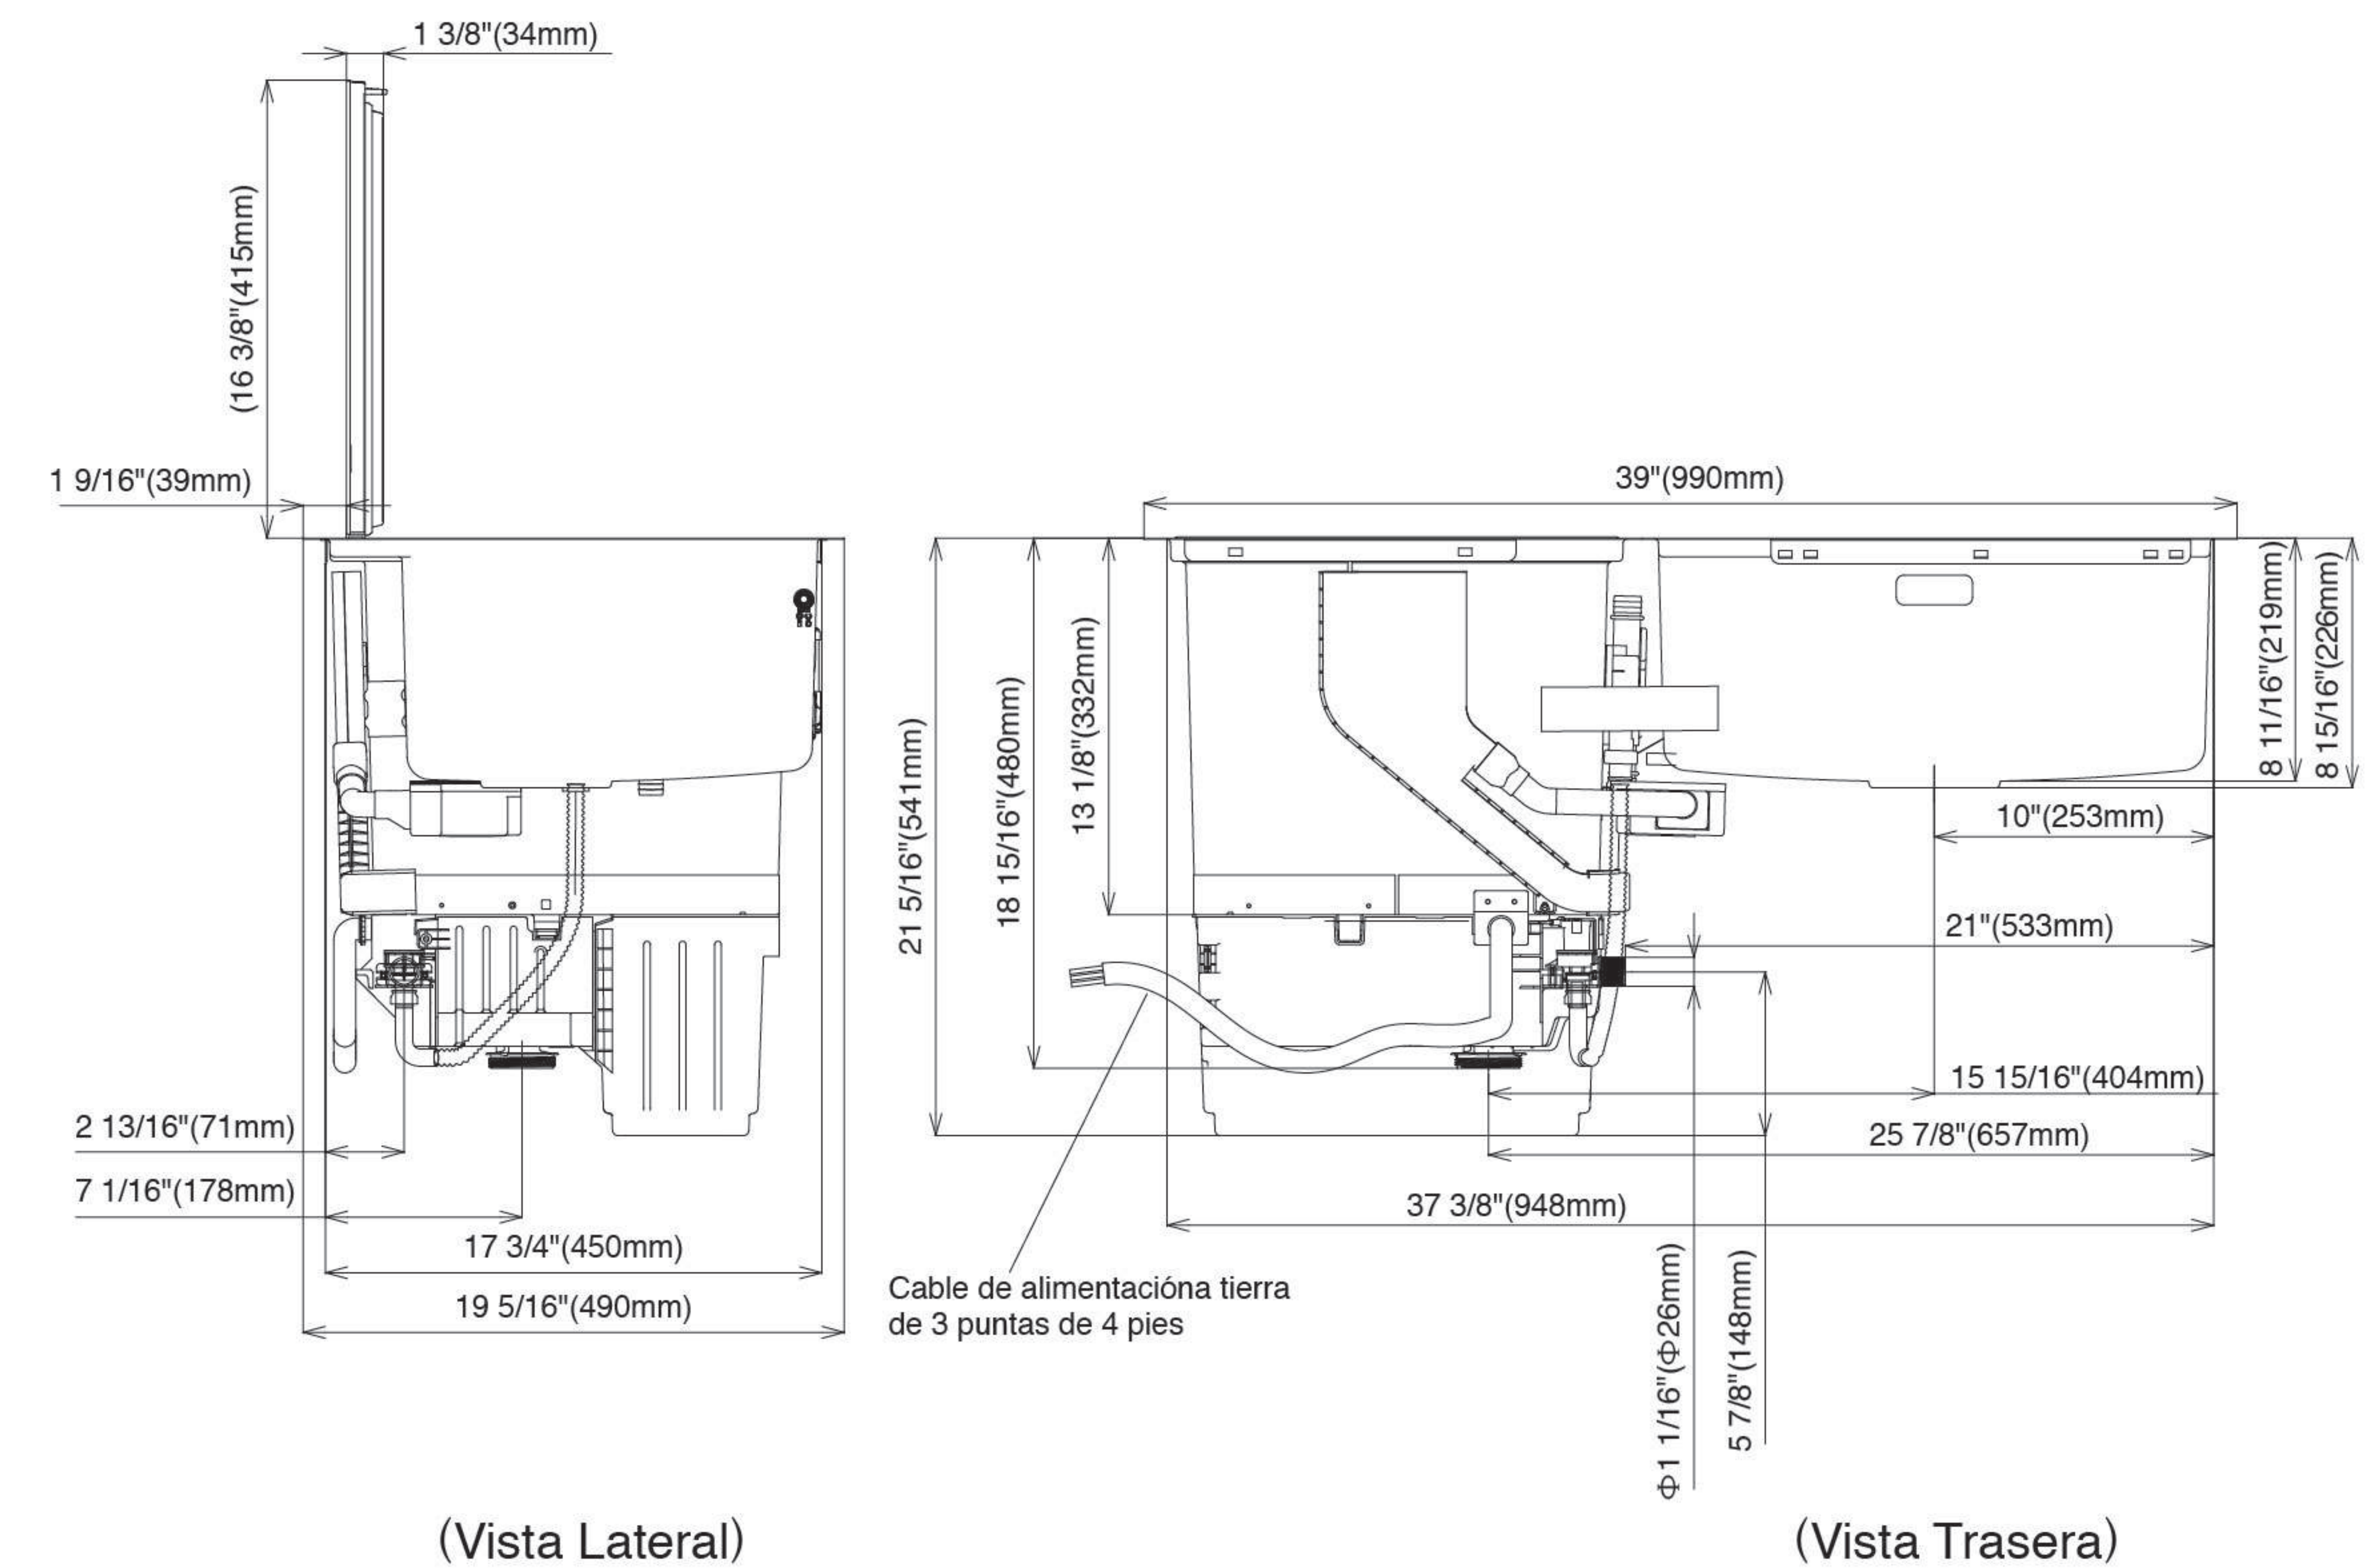 1 3/8"(34mm)
(16 3/8"(415mm)
1 9/16"(39mm)
39"(990mm)
21 5/16"(541mm)
18 15/16"(480mm)
13 1/8"(332mm)
8 11/16"(219mm)
8 15/16"(226mm)
10"(253mm)
21"(533mm)
15 15/16"(404mm)
25 7/8"(657mm)
37 3/8"(948mm)
2 13/16"(71mm)
7 1/16"(178mm)
17 3/4"(450mm)
19 5/16"(490mm)
Cable de alimentacióna tierra
de 3 puntas de 4 pies
Φ1 1/16"(Φ26mm)
5 7/8"(148mm)
(Vista Lateral)
(Vista Trasera)